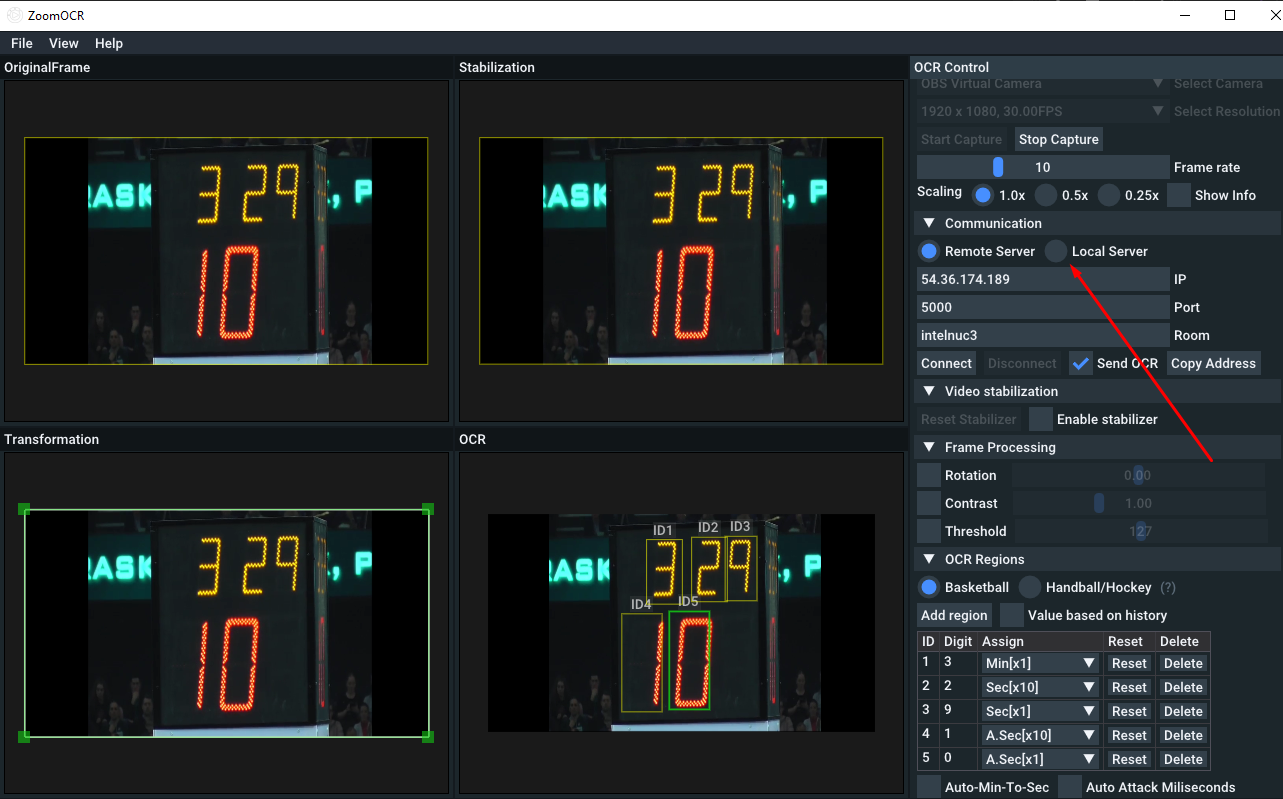 ZoomOCR
File View Help
OriginalFrame
3 29
RASK
, P
10
Stabilization
3 29
RASK
, P
10
Transformation
3 29
RASK
, P
10
OCR
ID1 ID2 ID3
3 29
RASK
, P
ID4 ID5
10
OCR Control
OBS Virtual Camera Select Camera
1920 x 1080, 30.00FPS Select Resolution
Start Capture Stop Capture
10 Frame rate
Scaling 1.0x 0.5x 0.25x Show Info
Communication
Remote Server Local Server
54.36.174.189 IP
5000 Port
intelnuc3 Room
Connect Disconnect Send OCR Copy Address
Video stabilization
Reset Stabilizer Enable stabilizer
Frame Processing
Rotation 0.00
Contrast 1.00
Threshold 127
OCR Regions
Basketball Handball/Hockey (?)
Add region Value based on history
ID Digit Assign Reset Delete
1 3 Min[x1] Reset Delete
2 2 Sec[x10] Reset Delete
3 9 Sec[x1] Reset Delete
4 1 A.Sec[x10] Reset Delete
5 0 A.Sec[x1] Reset Delete
Auto-Min-To-Sec Auto Attack Miliseconds